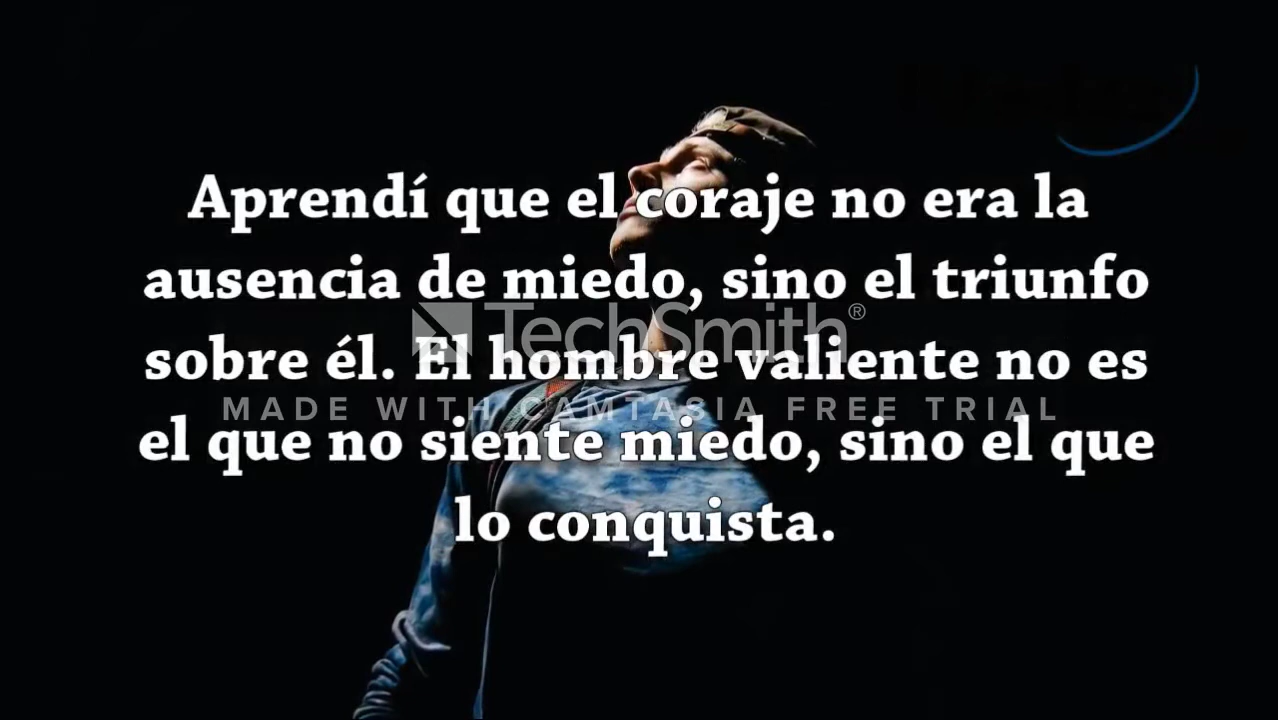 Aprendí que el coraje no era la
ausencia de miedo, sino el triunfo
sobre él. El hombre valiente no es
el que no siente miedo, sino el que
lo conquista.
TechSmith®
MADE WITH CAMTASIA FREE TRIAL